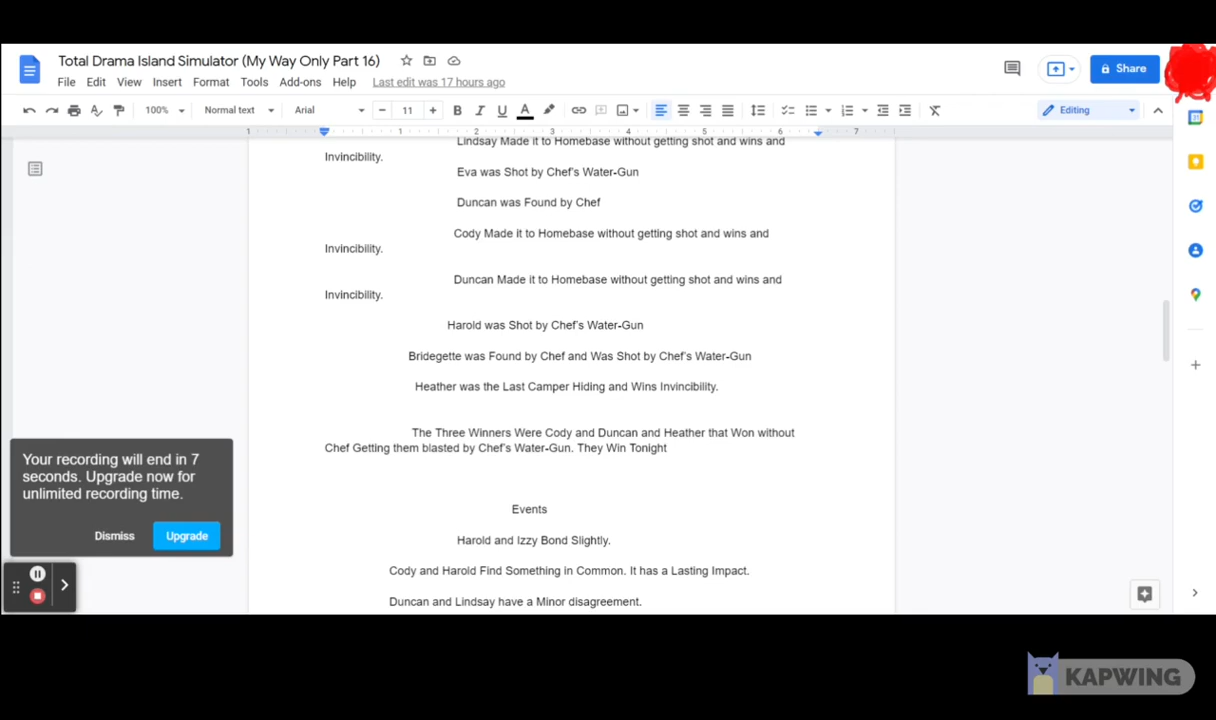 Total Drama Island Simulator (My Way Only Part 16)
File Edit View Insert Format Tools Add-ons Help Last edit was 17 hours ago
Share
100% Normal text Arial 11 B I U A Editing
1 1 2 3 4 5 6 7
Lindsay Made it to Homebase without getting shot and wins and
Invincibility.
Eva was Shot by Chef's Water-Gun
Duncan was Found by Chef
Cody Made it to Homebase without getting shot and wins and
Invincibility.
Duncan Made it to Homebase without getting shot and wins and
Invincibility.
Harold was Shot by Chef's Water-Gun
Bridegette was Found by Chef and Was Shot by Chef's Water-Gun
Heather was the Last Camper Hiding and Wins Invincibility.
The Three Winners Were Cody and Duncan and Heather that Won without
Chef Getting them blasted by Chef's Water-Gun. They Win Tonight
Events
Harold and Izzy Bond Slightly.
Cody and Harold Find Something in Common. It has a Lasting Impact.
Duncan and Lindsay have a Minor disagreement.
Your recording will end in 7
seconds. Upgrade now for
unlimited recording time.
Dismiss Upgrade
KAPWING